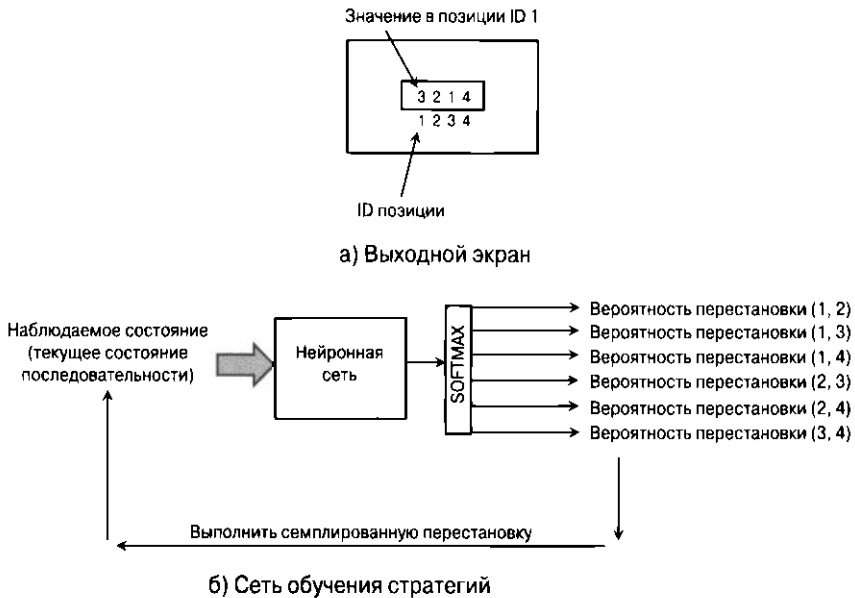 Значение в позиции ID 1
3 2 1 4
1 2 3 4
ID позиции
а) Выходной экран
Наблюдаемое состояние
(текущее состояние
последовательности)
Нейронная
сеть
SOFTMAX
Вероятность перестановки (1, 2)
Вероятность перестановки (1, 3)
Вероятность перестановки (1, 4)
Вероятность перестановки (2, 3)
Вероятность перестановки (2, 4)
Вероятность перестановки (3, 4)
Выполнить семплированную перестановку
б) Сеть обучения стратегий